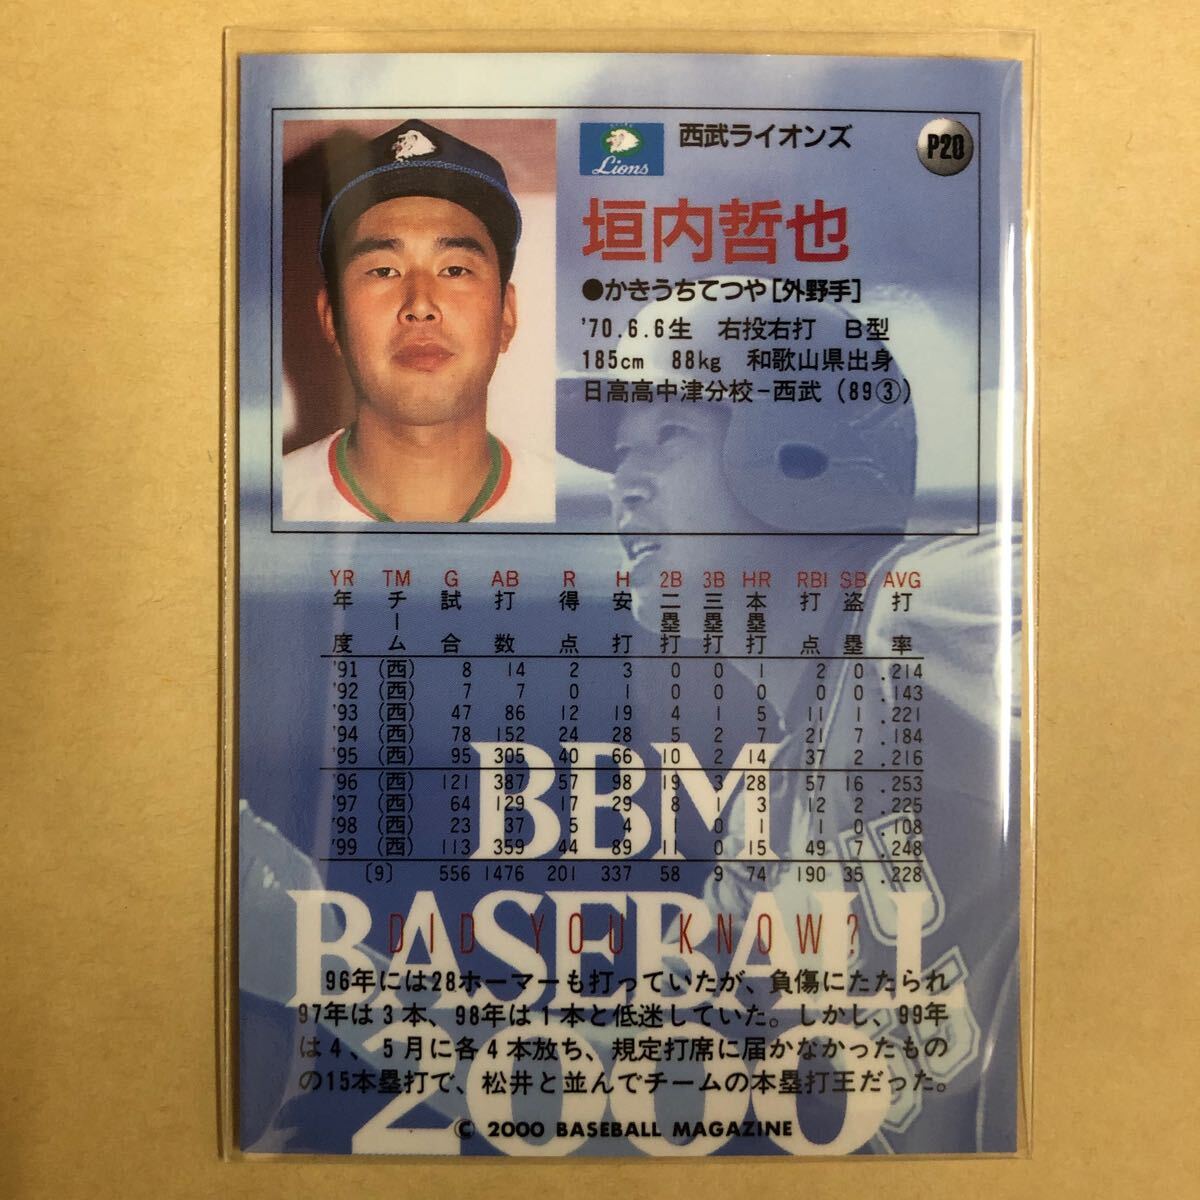 Lions
西武ライオンズ
P20
垣内哲也
●かきうちてつや[外野手]
'70.6.6生 右投右打 B型
185cm 88kg 和歌山県出身
日高高中津分校-西武 (89③)
YR TM G AB R H 2B 3B HR RBI SB AVG
年度 チーム 試合 打数 得点 安打 二塁打 三塁打 本塁打 打点 盗塁 打率
'91 (西) 8 14 2 3 0 0 1 2 0 .214
'92 (西) 7 7 0 1 0 0 0 0 0 .143
'93 (西) 47 86 12 19 4 1 5 11 1 .221
'94 (西) 78 152 24 28 5 2 7 21 7 .184
'95 (西) 95 305 40 66 10 2 14 37 2 .216
'96 (西) 121 387 57 98 19 3 28 57 16 .253
'97 (西) 64 129 17 29 8 1 3 12 2 .225
'98 (西) 23 37 5 4 1 0 1 1 0 .108
'99 (西) 113 359 44 89 11 0 15 49 7 .248
〔9〕 556 1476 201 337 58 9 74 190 35 .228
BBM
BASEBALL
2000
DID YOU KNOW?
96年には28ホーマーも打っていたが、負傷にたたられ
97年は3本、98年は1本と低迷していた。しかし、99年
は4、5月に各4本放ち、規定打席に届かなかったもの
の15本塁打で、松井と並んでチームの本塁打王だった。
© 2000 BASEBALL MAGAZINE